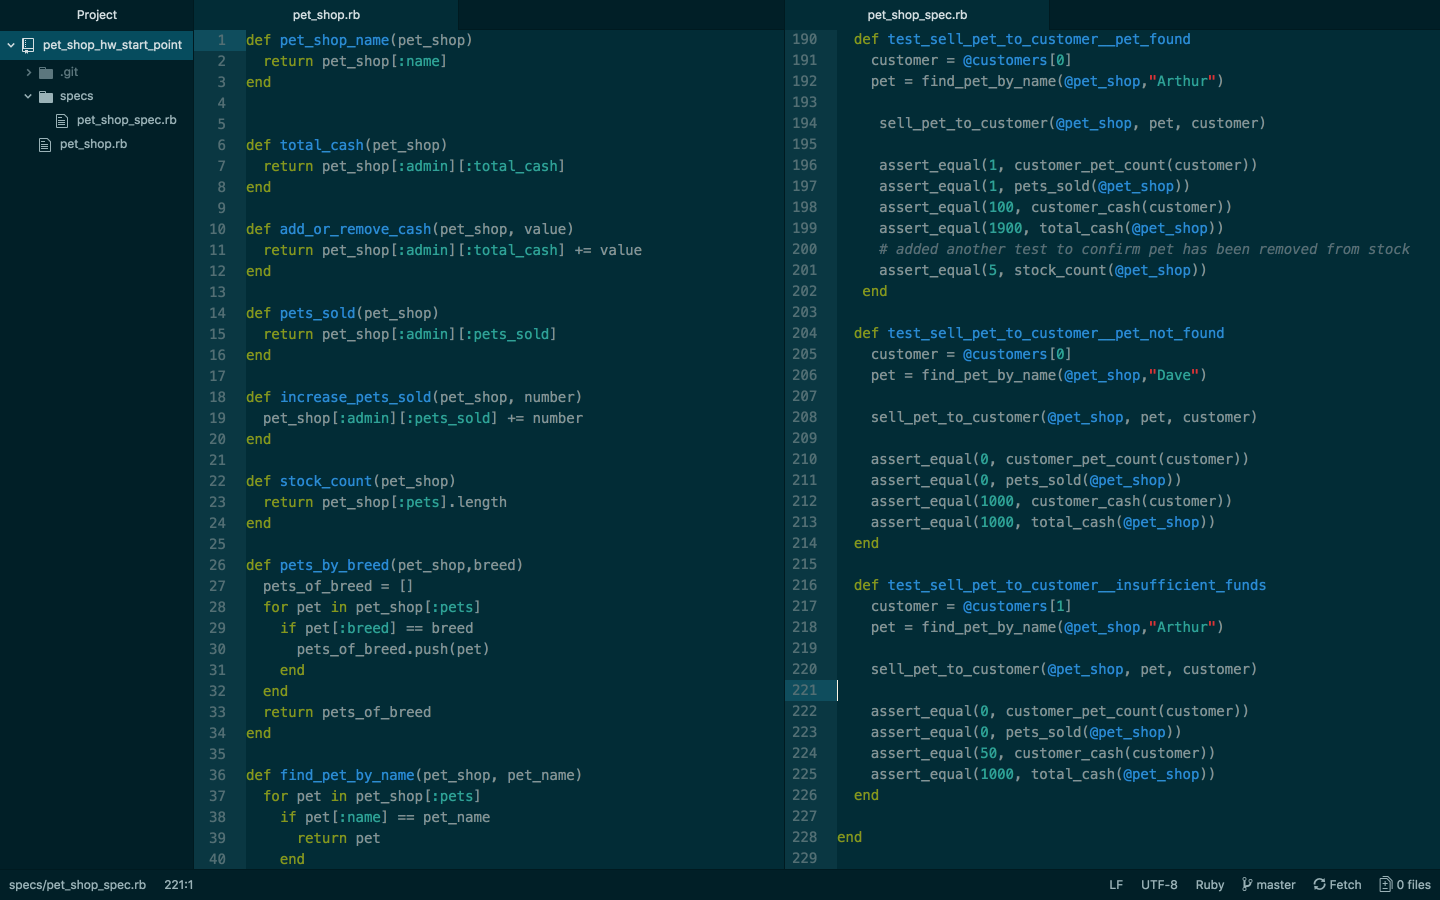 Project
pet_shop_hw_start_point
.git
specs
pet_shop_spec.rb
pet_shop.rb
pet_shop.rb
1 def pet_shop_name(pet_shop)
2   return pet_shop[:name]
3 end
4
5
6 def total_cash(pet_shop)
7   return pet_shop[:admin][:total_cash]
8 end
9
10 def add_or_remove_cash(pet_shop, value)
11   return pet_shop[:admin][:total_cash] += value
12 end
13
14 def pets_sold(pet_shop)
15   return pet_shop[:admin][:pets_sold]
16 end
17
18 def increase_pets_sold(pet_shop, number)
19   pet_shop[:admin][:pets_sold] += number
20 end
21
22 def stock_count(pet_shop)
23   return pet_shop[:pets].length
24 end
25
26 def pets_by_breed(pet_shop,breed)
27   pets_of_breed = []
28   for pet in pet_shop[:pets]
29     if pet[:breed] == breed
30       pets_of_breed.push(pet)
31     end
32   end
33   return pets_of_breed
34 end
35
36 def find_pet_by_name(pet_shop, pet_name)
37   for pet in pet_shop[:pets]
38     if pet[:name] == pet_name
39       return pet
40     end
pet_shop_spec.rb
190   def test_sell_pet_to_customer__pet_found
191     customer = @customers[0]
192     pet = find_pet_by_name(@pet_shop,"Arthur")
193
194      sell_pet_to_customer(@pet_shop, pet, customer)
195
196      assert_equal(1, customer_pet_count(customer))
197      assert_equal(1, pets_sold(@pet_shop))
198      assert_equal(100, customer_cash(customer))
199      assert_equal(1900, total_cash(@pet_shop))
200      # added another test to confirm pet has been removed from stock
201      assert_equal(5, stock_count(@pet_shop))
202    end
203
204   def test_sell_pet_to_customer__pet_not_found
205     customer = @customers[0]
206     pet = find_pet_by_name(@pet_shop,"Dave")
207
208     sell_pet_to_customer(@pet_shop, pet, customer)
209
210     assert_equal(0, customer_pet_count(customer))
211     assert_equal(0, pets_sold(@pet_shop))
212     assert_equal(1000, customer_cash(customer))
213     assert_equal(1000, total_cash(@pet_shop))
214   end
215
216   def test_sell_pet_to_customer__insufficient_funds
217     customer = @customers[1]
218     pet = find_pet_by_name(@pet_shop,"Arthur")
219
220     sell_pet_to_customer(@pet_shop, pet, customer)
221
222     assert_equal(0, customer_pet_count(customer))
223     assert_equal(0, pets_sold(@pet_shop))
224     assert_equal(50, customer_cash(customer))
225     assert_equal(1000, total_cash(@pet_shop))
226   end
227
228 end
229
specs/pet_shop_spec.rb 221:1 LF UTF-8 Ruby master Fetch 0 files